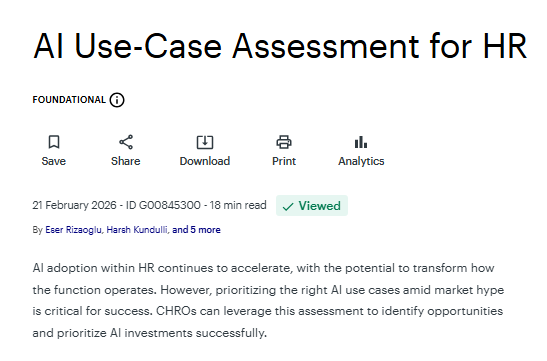 AI Use-Case Assessment for HR
FOUNDATIONAL
Save Share Download Print Analytics
21 February 2026 - ID G00845300 - 18 min read Viewed
By Eser Rizaoglu, Harsh Kundulli, and 5 more
AI adoption within HR continues to accelerate, with the potential to transform how
the function operates. However, prioritizing the right AI use cases amid market hype
is critical for success. CHROs can leverage this assessment to identify opportunities
and prioritize AI investments successfully.